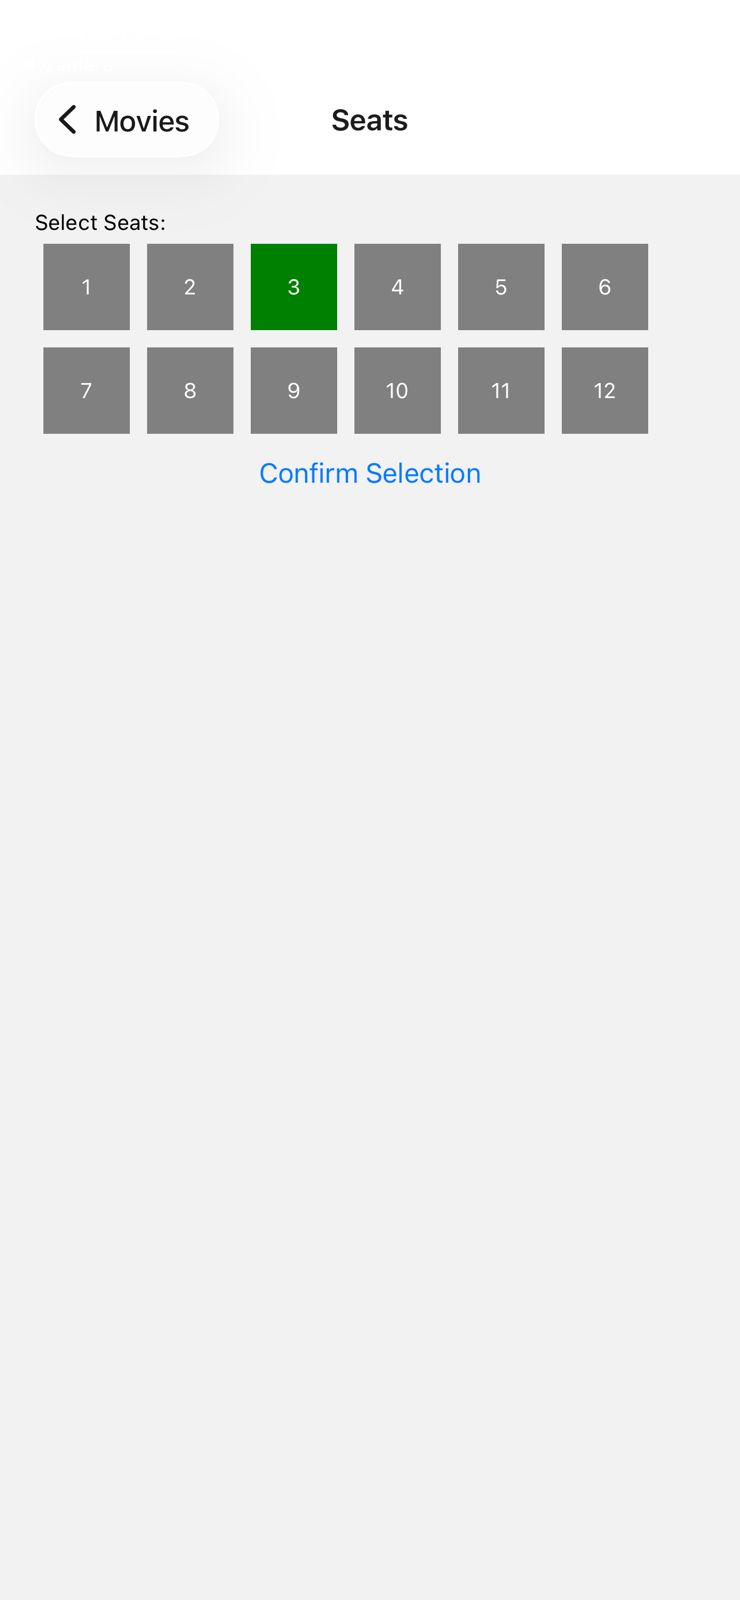 Movies
Seats
Select Seats:
1 2 3 4 5 6
7 8 9 10 11 12
Confirm Selection